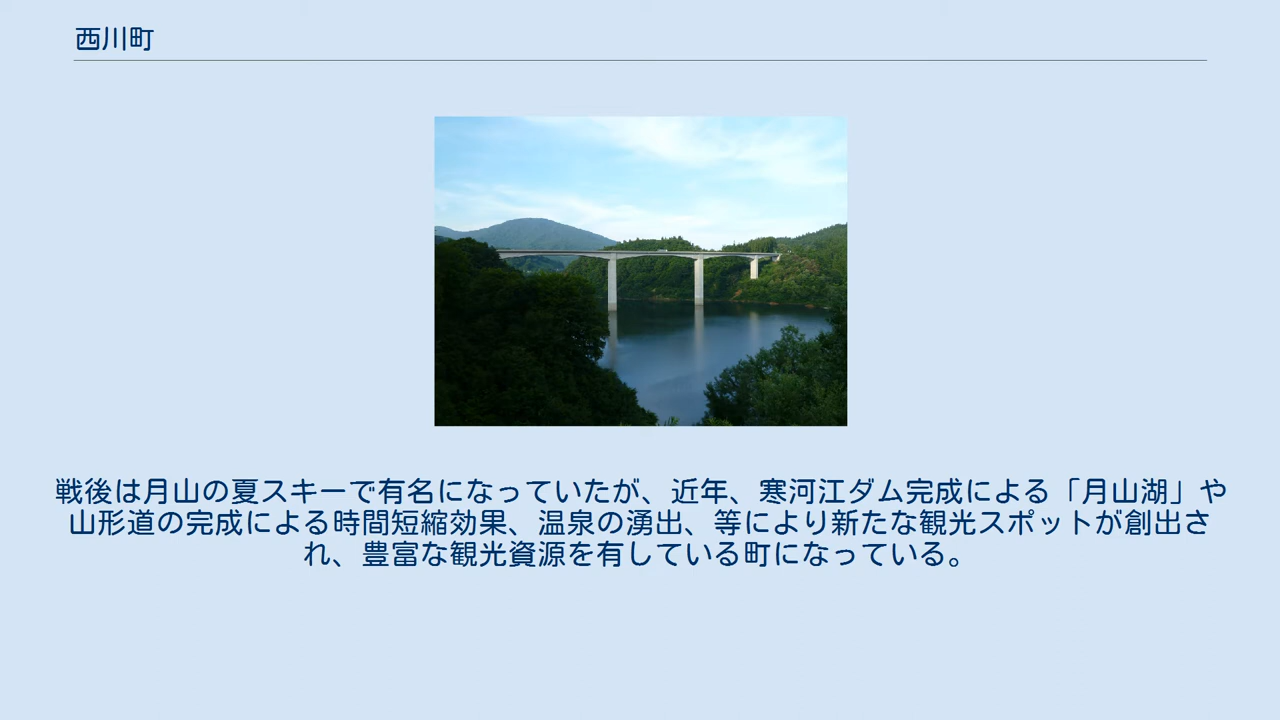 西川町
戦後は月山の夏スキーで有名になっていたが、近年、寒河江ダム完成による「月山湖」や
山形道の完成による時間短縮効果、温泉の湧出、等により新たな観光スポットが創出さ
れ、豊富な観光資源を有している町になっている。